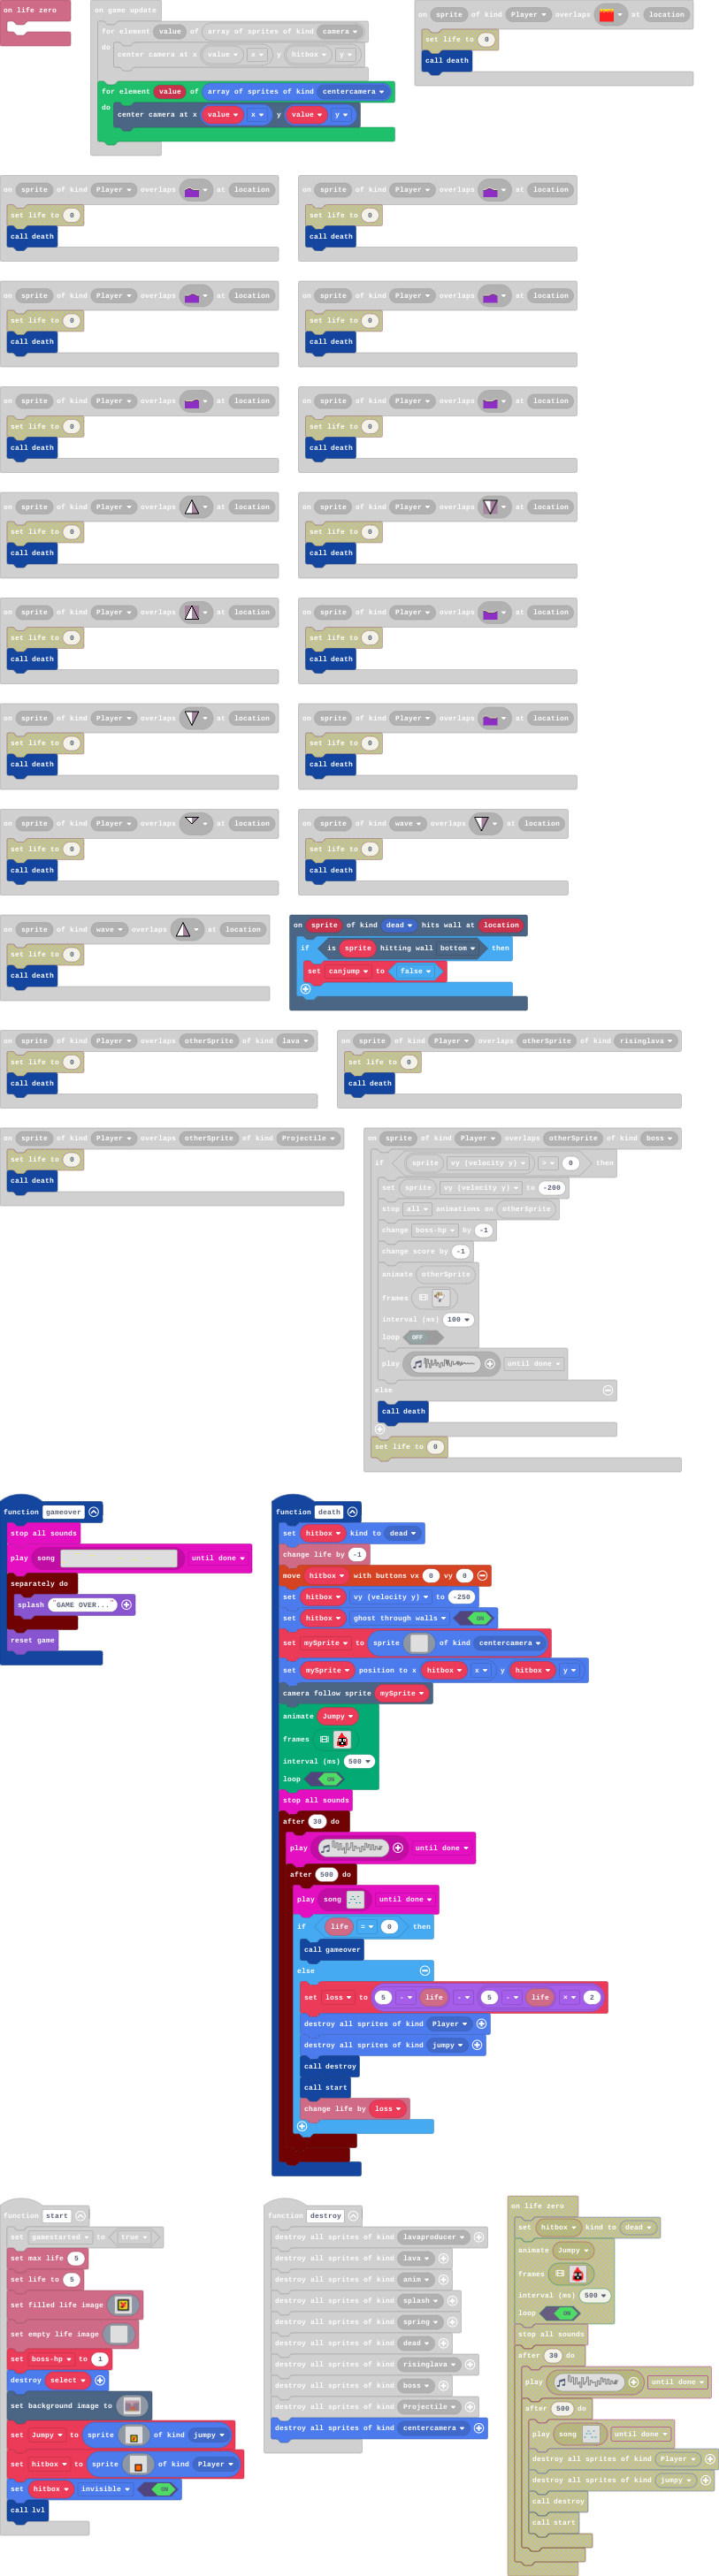 on life zero
on game update
for element value of array of sprites of kind camera
do
center camera at x value x y hitbox y
for element value of array of sprites of kind centercamera
do
center camera at x value x y value y
on sprite of kind Player overlaps at location
set life to 0
call death
on sprite of kind Player overlaps at location
set life to 0
call death
on sprite of kind Player overlaps at location
set life to 0
call death
on sprite of kind Player overlaps at location
set life to 0
call death
on sprite of kind Player overlaps at location
set life to 0
call death
on sprite of kind Player overlaps at location
set life to 0
call death
on sprite of kind Player overlaps at location
set life to 0
call death
on sprite of kind Player overlaps at location
set life to 0
call death
on sprite of kind Player overlaps at location
set life to 0
call death
on sprite of kind Player overlaps at location
set life to 0
call death
on sprite of kind Player overlaps at location
set life to 0
call death
on sprite of kind Player overlaps at location
set life to 0
call death
on sprite of kind Player overlaps at location
set life to 0
call death
on sprite of kind Player overlaps at location
set life to 0
call death
on sprite of kind wave overlaps at location
set life to 0
call death
on sprite of kind wave overlaps at location
set life to 0
call death
on sprite of kind dead hits wall at location
if is sprite hitting wall bottom then
set canjump to false
on sprite of kind Player overlaps otherSprite of kind lava
set life to 0
call death
on sprite of kind Player overlaps otherSprite of kind risinglava
set life to 0
call death
on sprite of kind Player overlaps otherSprite of kind Projectile
set life to 0
call death
on sprite of kind Player overlaps otherSprite of kind boss
if sprite vy (velocity y) > 0 then
set sprite vy (velocity y) to -200
stop all animations on otherSprite
change boss-hp by -1
change score by -1
animate otherSprite
frames
interval (ms) 100
loop OFF
play until done
else
call death
set life to 0
function gameover
stop all sounds
play song until done
separately do
splash "GAME OVER..."
reset game
function death
set hitbox kind to dead
change life by -1
move hitbox with buttons vx 0 vy 0
set hitbox vy (velocity y) to -250
set hitbox ghost through walls ON
set mySprite to sprite of kind centercamera
set mySprite position to x hitbox x y hitbox y
camera follow sprite mySprite
animate Jumpy
frames
interval (ms) 500
loop ON
stop all sounds
after 30 do
play until done
after 500 do
play song until done
if life = 0 then
call gameover
else
set loss to 5 - life - 5 - life × 2
destroy all sprites of kind Player
destroy all sprites of kind jumpy
call destroy
call start
change life by loss
function start
set gamestarted to true
set max life 5
set life to 5
set filled life image
set empty life image
set boss-hp to 1
destroy select
set background image to
set Jumpy to sprite of kind jumpy
set hitbox to sprite of kind Player
set hitbox invisible ON
call lvl
function destroy
destroy all sprites of kind lavaproducer
destroy all sprites of kind lava
destroy all sprites of kind anim
destroy all sprites of kind splash
destroy all sprites of kind spring
destroy all sprites of kind dead
destroy all sprites of kind risinglava
destroy all sprites of kind boss
destroy all sprites of kind Projectile
destroy all sprites of kind centercamera
on life zero
set hitbox kind to dead
animate Jumpy
frames
interval (ms) 500
loop ON
stop all sounds
after 30 do
play until done
after 500 do
play song until done
destroy all sprites of kind Player
destroy all sprites of kind jumpy
call destroy
call start